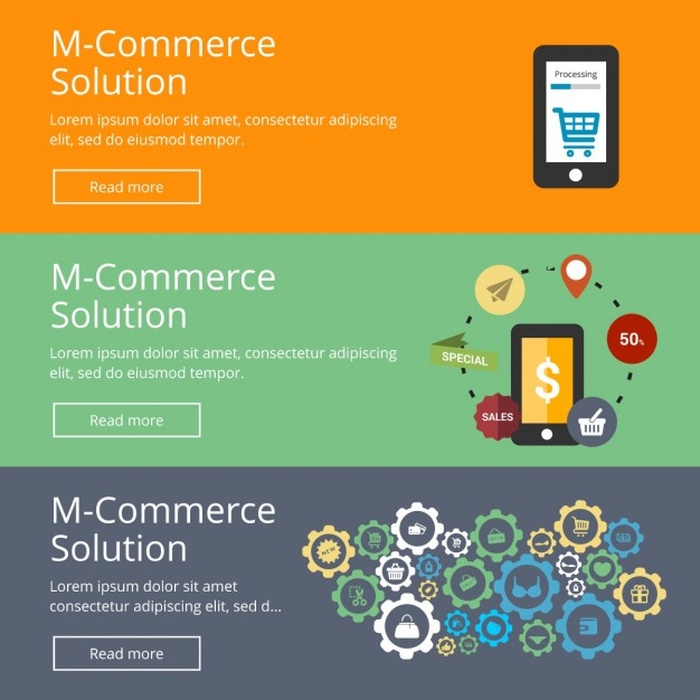 M-Commerce
Solution
Lorem ipsum dolor sit amet, consectetur adipiscing
elit, sed do eiusmod tempor.
Read more
Processing
M-Commerce
Solution
Lorem ipsum dolor sit amet, consectetur adipiscing
elit, sed do eiusmod tempor.
Read more
50%
SPECIAL
$
SALES
M-Commerce
Solution
Lorem ipsum dolor sit amet
consectetur adipiscing elit, sed d...
Read more
NEW